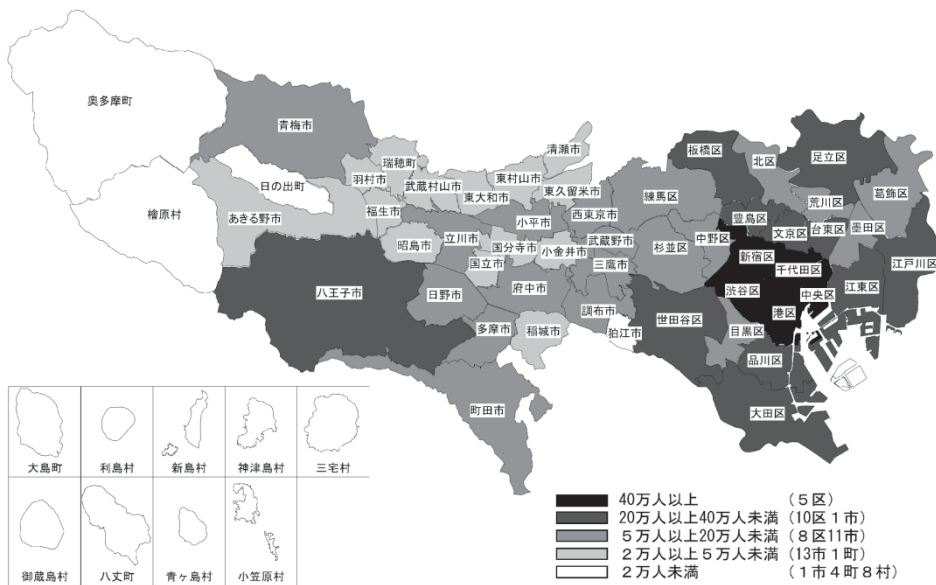 奥多摩町
青梅市
檜原村
日の出町
あきる野市
瑞穂町
羽村市
福生市
武蔵村山市
東大和市
東村山市
清瀬市
東久留米市
昭島市
立川市
小平市
西東京市
国分寺市
小金井市
武蔵野市
国立市
三鷹市
八王子市
日野市
府中市
調布市
多摩市
稲城市
狛江市
町田市
板橋区
北区
足立区
練馬区
荒川区
葛飾区
豊島区
文京区
台東区
墨田区
中野区
杉並区
新宿区
千代田区
江戸川区
渋谷区
中央区
江東区
港区
世田谷区
目黒区
品川区
大田区
大島町
利島村
新島村
神津島村
三宅村
御蔵島村
八丈町
青ヶ島村
小笠原村
40万人以上 (5区)
20万人以上40万人未満 (10区1市)
5万人以上20万人未満 (8区11市)
2万人以上5万人未満 (13市1町)
2万人未満 (1市4町8村)